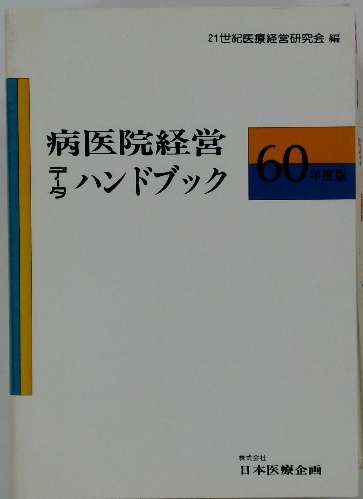 21世紀医療経営研究会 編
病医院経営
データハンドブック
60年度版
株式会社
日本医療企画